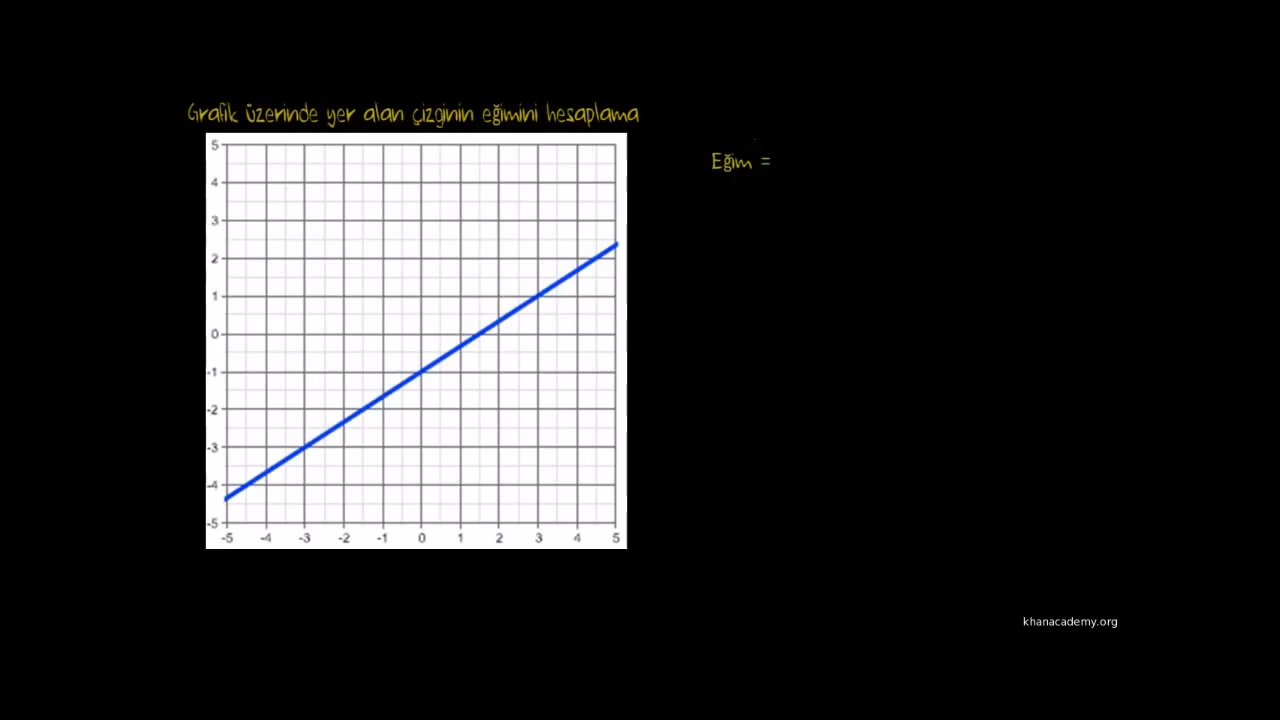 Grafik üzerinde yer alan çizginin eğimini hesaplama
Eğim =
5
4
3
2
1
0
-1
-2
-3
-4
-5
-5 -4 -3 -2 -1 0 1 2 3 4 5
khanacademy.org